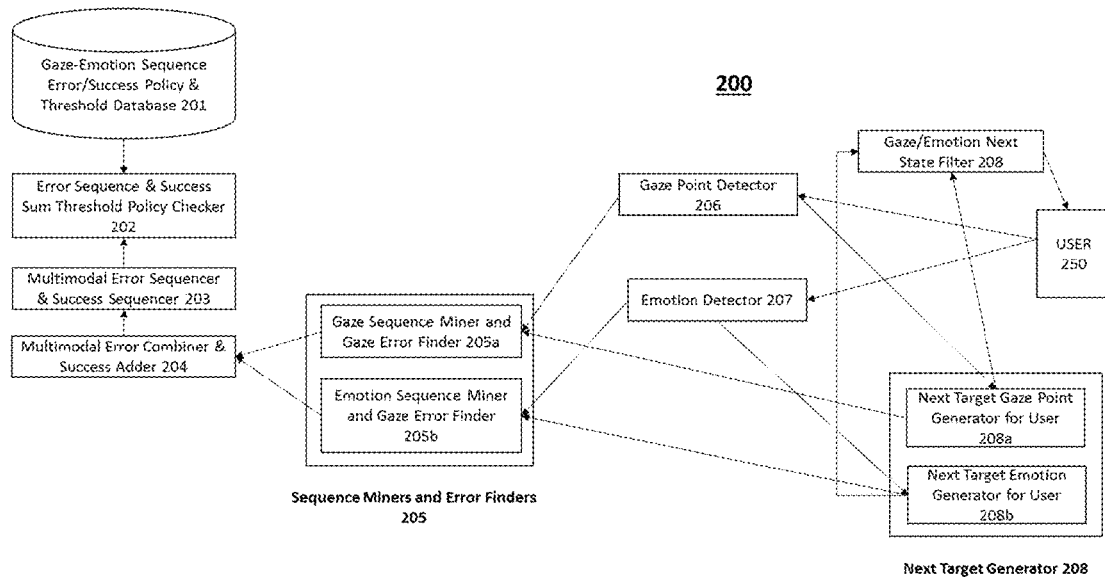 Gaze-Emotion Sequence
Error/Success Policy &
Threshold Database 201
200
Error Sequence & Success
Sum Threshold Policy Checker
202
Multimodal Error Sequencer
& Success Sequencer 203
Multimodal Error Combiner &
Success Adder 204
Gaze Sequence Miner and
Gaze Error Finder 205a
Emotion Sequence Miner
and Gaze Error Finder
205b
Sequence Miners and Error Finders
205
Gaze Point Detector
206
Emotion Detector 207
Gaze/Emotion Next
State Filter 208
USER
250
Next Target Gaze Point
Generator for User
208a
Next Target Emotion
Generator for User
208b
Next Target Generator 208